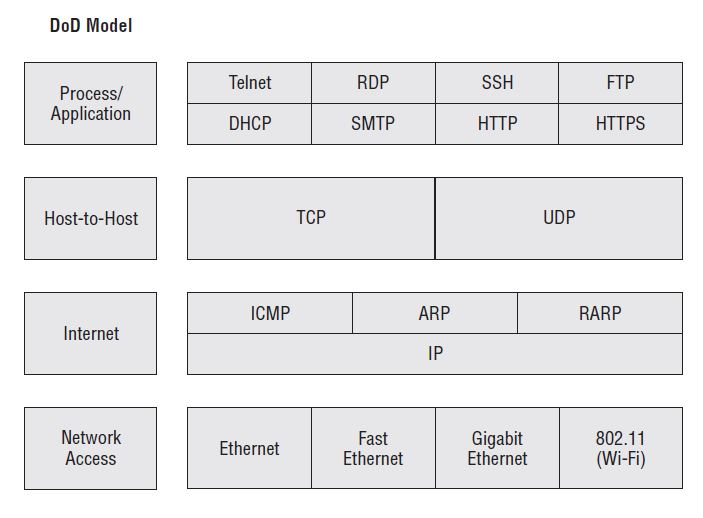 DoD Model
Process/
Application
Telnet RDP SSH FTP
DHCP SMTP HTTP HTTPS
Host-to-Host
TCP UDP
Internet
ICMP ARP RARP
IP
Network
Access
Ethernet
Fast
Ethernet
Gigabit
Ethernet
802.11
(Wi-Fi)